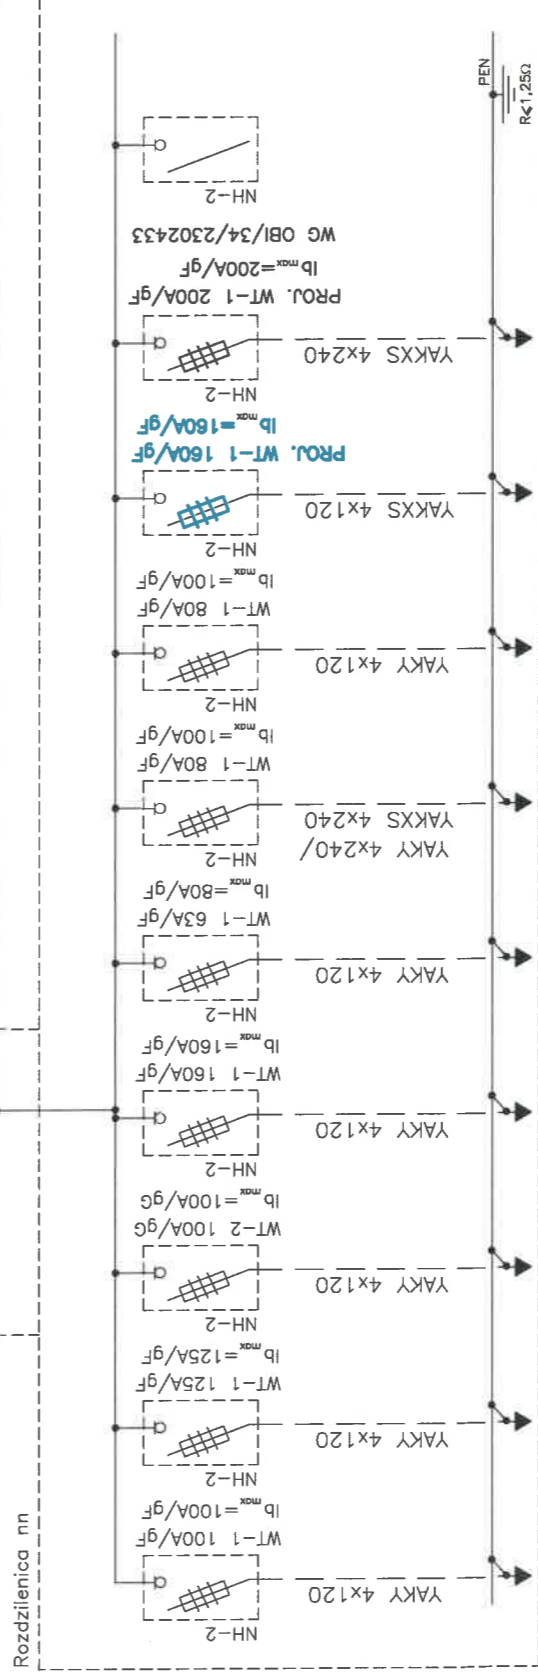 Rozdzilenica nn
NH-2
YAKY 4x120
WT-1 100A/gF
Ib max=100A/gF
NH-2
YAKY 4x120
WT-1 125A/gF
Ib max=125A/gF
NH-2
YAKY 4x120
WT-2 100A/gG
Ib max=100A/gG
NH-2
YAKY 4x120
WT-1 160A/gF
Ib max=160A/gF
NH-2
YAKY 4x120
WT-1 63A/gF
Ib max=80A/gF
NH-2
YAKY 4x240/
YAKXS 4x240
WT-1 80A/gF
Ib max=100A/gF
NH-2
YAKY 4x120
WT-1 80A/gF
Ib max=100A/gF
NH-2
YAKXS 4x120
PROJ. WT-1 160A/gF
Ib max=160A/gF
NH-2
YAKXS 4x240
PROJ. WT-1 200A/gF
Ib max=200A/gF
WG OBI/34/2302433
NH-2
PEN
R≤1,25Ω